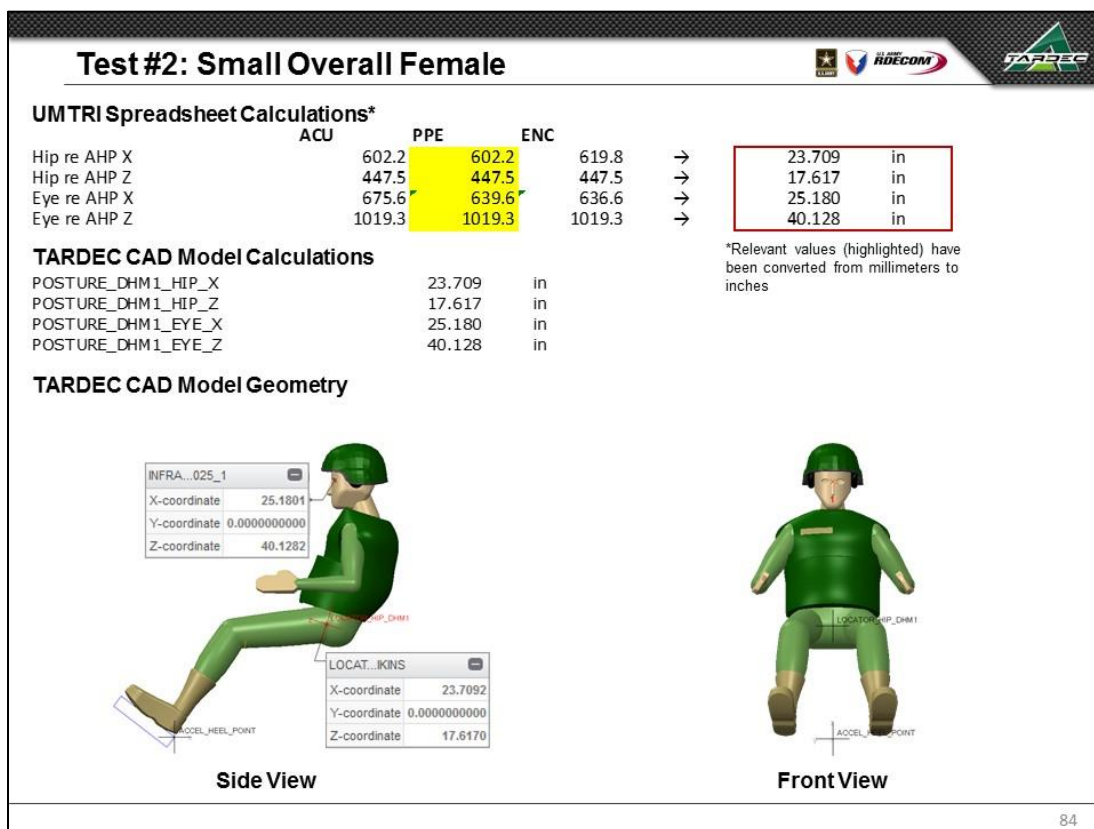 Test #2: Small Overall Female
U.S.ARMY
U.S. ARMY
RDECOM
TARDEC
UMTRI Spreadsheet Calculations*
ACU PPE ENC
Hip re AHP X 602.2 602.2 619.8 → 23.709 in
Hip re AHP Z 447.5 447.5 447.5 → 17.617 in
Eye re AHP X 675.6 639.6 636.6 → 25.180 in
Eye re AHP Z 1019.3 1019.3 1019.3 → 40.128 in
*Relevant values (highlighted) have
been converted from millimeters to
inches
TARDEC CAD Model Calculations
POSTURE_DHM1_HIP_X 23.709 in
POSTURE_DHM1_HIP_Z 17.617 in
POSTURE_DHM1_EYE_X 25.180 in
POSTURE_DHM1_EYE_Z 40.128 in
TARDEC CAD Model Geometry
INFRA...025_1
X-coordinate 25.1801
Y-coordinate 0.0000000000
Z-coordinate 40.1282
LOCATOR_HIP_DHM1
LOCAT...IKINS
X-coordinate 23.7092
Y-coordinate 0.0000000000
Z-coordinate 17.6170
ACCEL_HEEL_POINT
LOCATOR_HIP_DHM1
ACCEL_HEEL_POINT
Side View
Front View
84